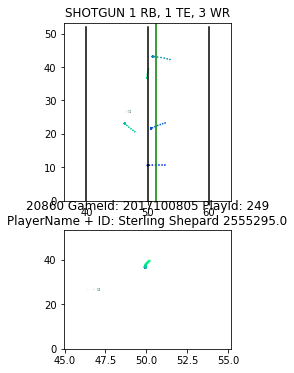 SHOTGUN 1 RB, 1 TE, 3 WR
50
40
30
20
10
0
40 50 60
20860 GameId: 2017100805 PlayId: 249
PlayerName + ID: Sterling Shepard 2555295.0
40
20
0
45.0 47.5 50.0 52.5 55.0